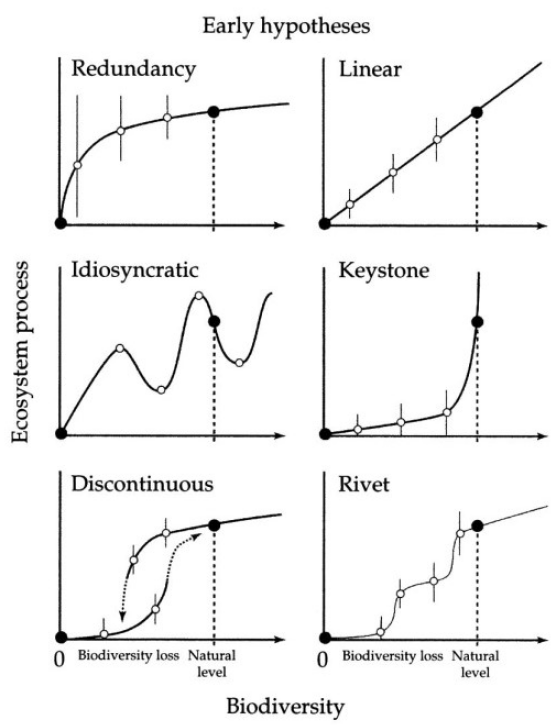 Early hypotheses
Redundancy
Linear
Idiosyncratic
Keystone
Ecosystem process
Discontinuous
Rivet
0
Biodiversity loss
Natural
level
0
Biodiversity loss
Natural
level
Biodiversity